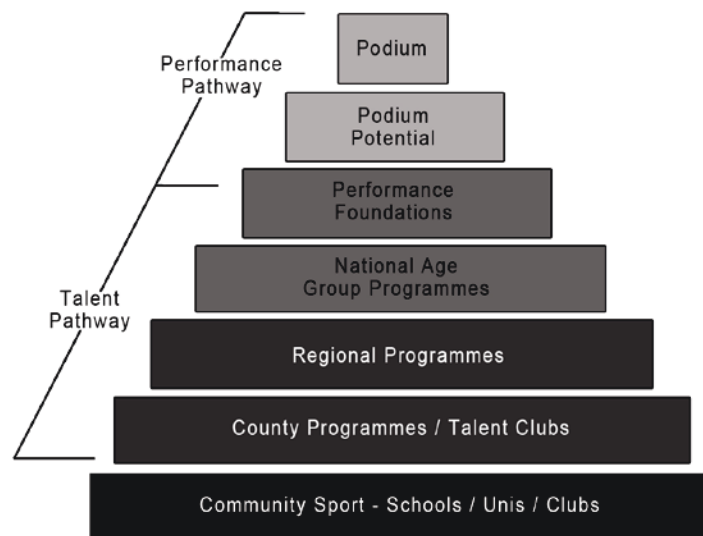 Performance
Pathway
Podium
Podium
Potential
Performance
Foundations
National Age
Group Programmes
Talent
Pathway
Regional Programmes
County Programmes / Talent Clubs
Community Sport - Schools / Unis / Clubs